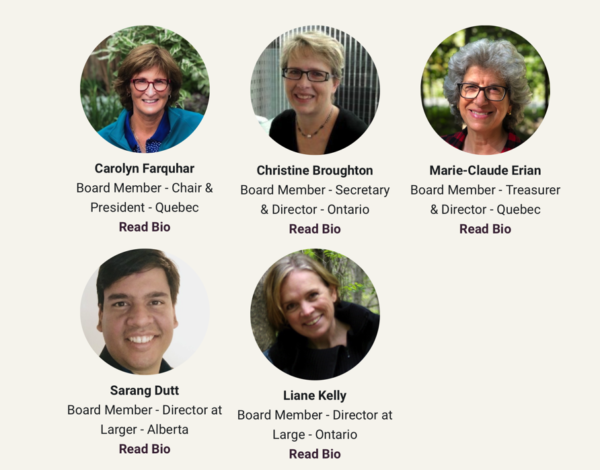 Carolyn Farquhar
Board Member - Chair &
President - Quebec
Read Bio
Christine Broughton
Board Member - Secretary
& Director - Ontario
Read Bio
Marie-Claude Erian
Board Member - Treasurer
& Director - Quebec
Read Bio
Sarang Dutt
Board Member - Director at
Larger - Alberta
Read Bio
Liane Kelly
Board Member - Director at
Large - Ontario
Read Bio